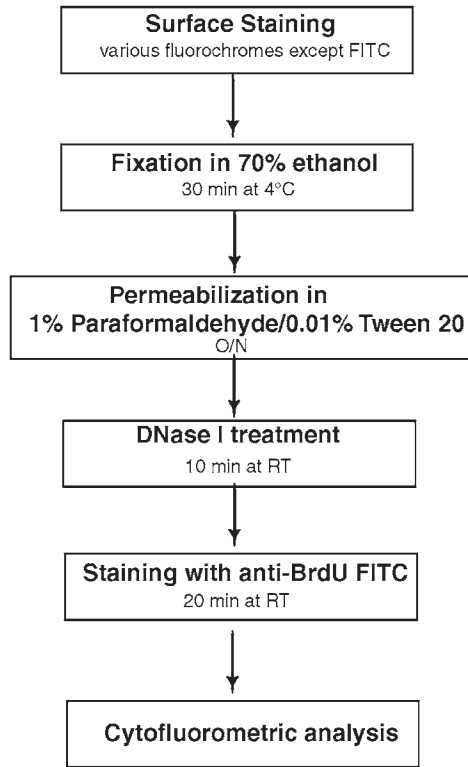 Surface Staining
various fluorochromes except FITC
Fixation in 70% ethanol
30 min at 4°C
Permeabilization in
1% Paraformaldehyde/0.01% Tween 20
O/N
DNase I treatment
10 min at RT
Staining with anti-BrdU FITC
20 min at RT
Cytofluorometric analysis